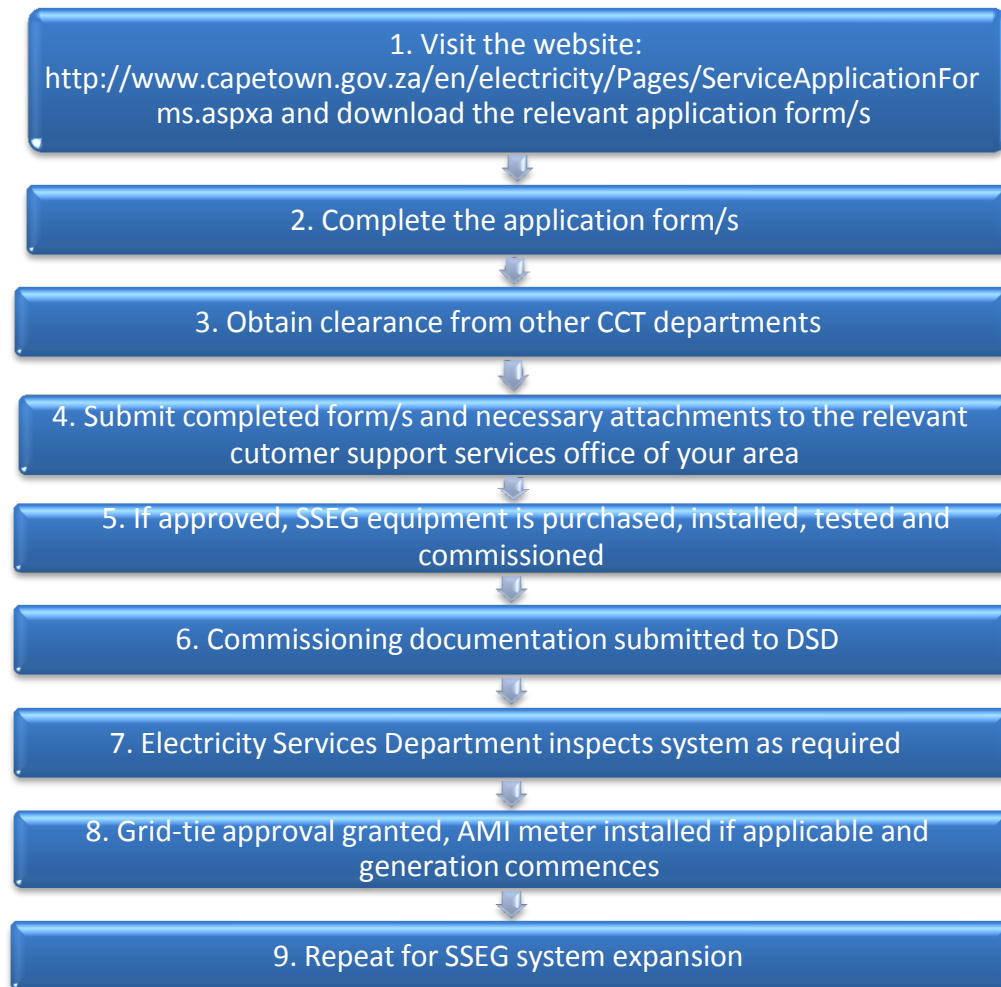 1. Visit the website:
http://www.capetown.gov.za/en/electricity/Pages/ServiceApplicationFor
ms.aspxa and download the relevant application form/s
2. Complete the application form/s
3. Obtain clearance from other CCT departments
4. Submit completed form/s and necessary attachments to the relevant
cutomer support services office of your area
5. If approved, SSEG equipment is purchased, installed, tested and
commissioned
6. Commissioning documentation submitted to DSD
7. Electricity Services Department inspects system as required
8. Grid-tie approval granted, AMI meter installed if applicable and
generation commences
9. Repeat for SSEG system expansion